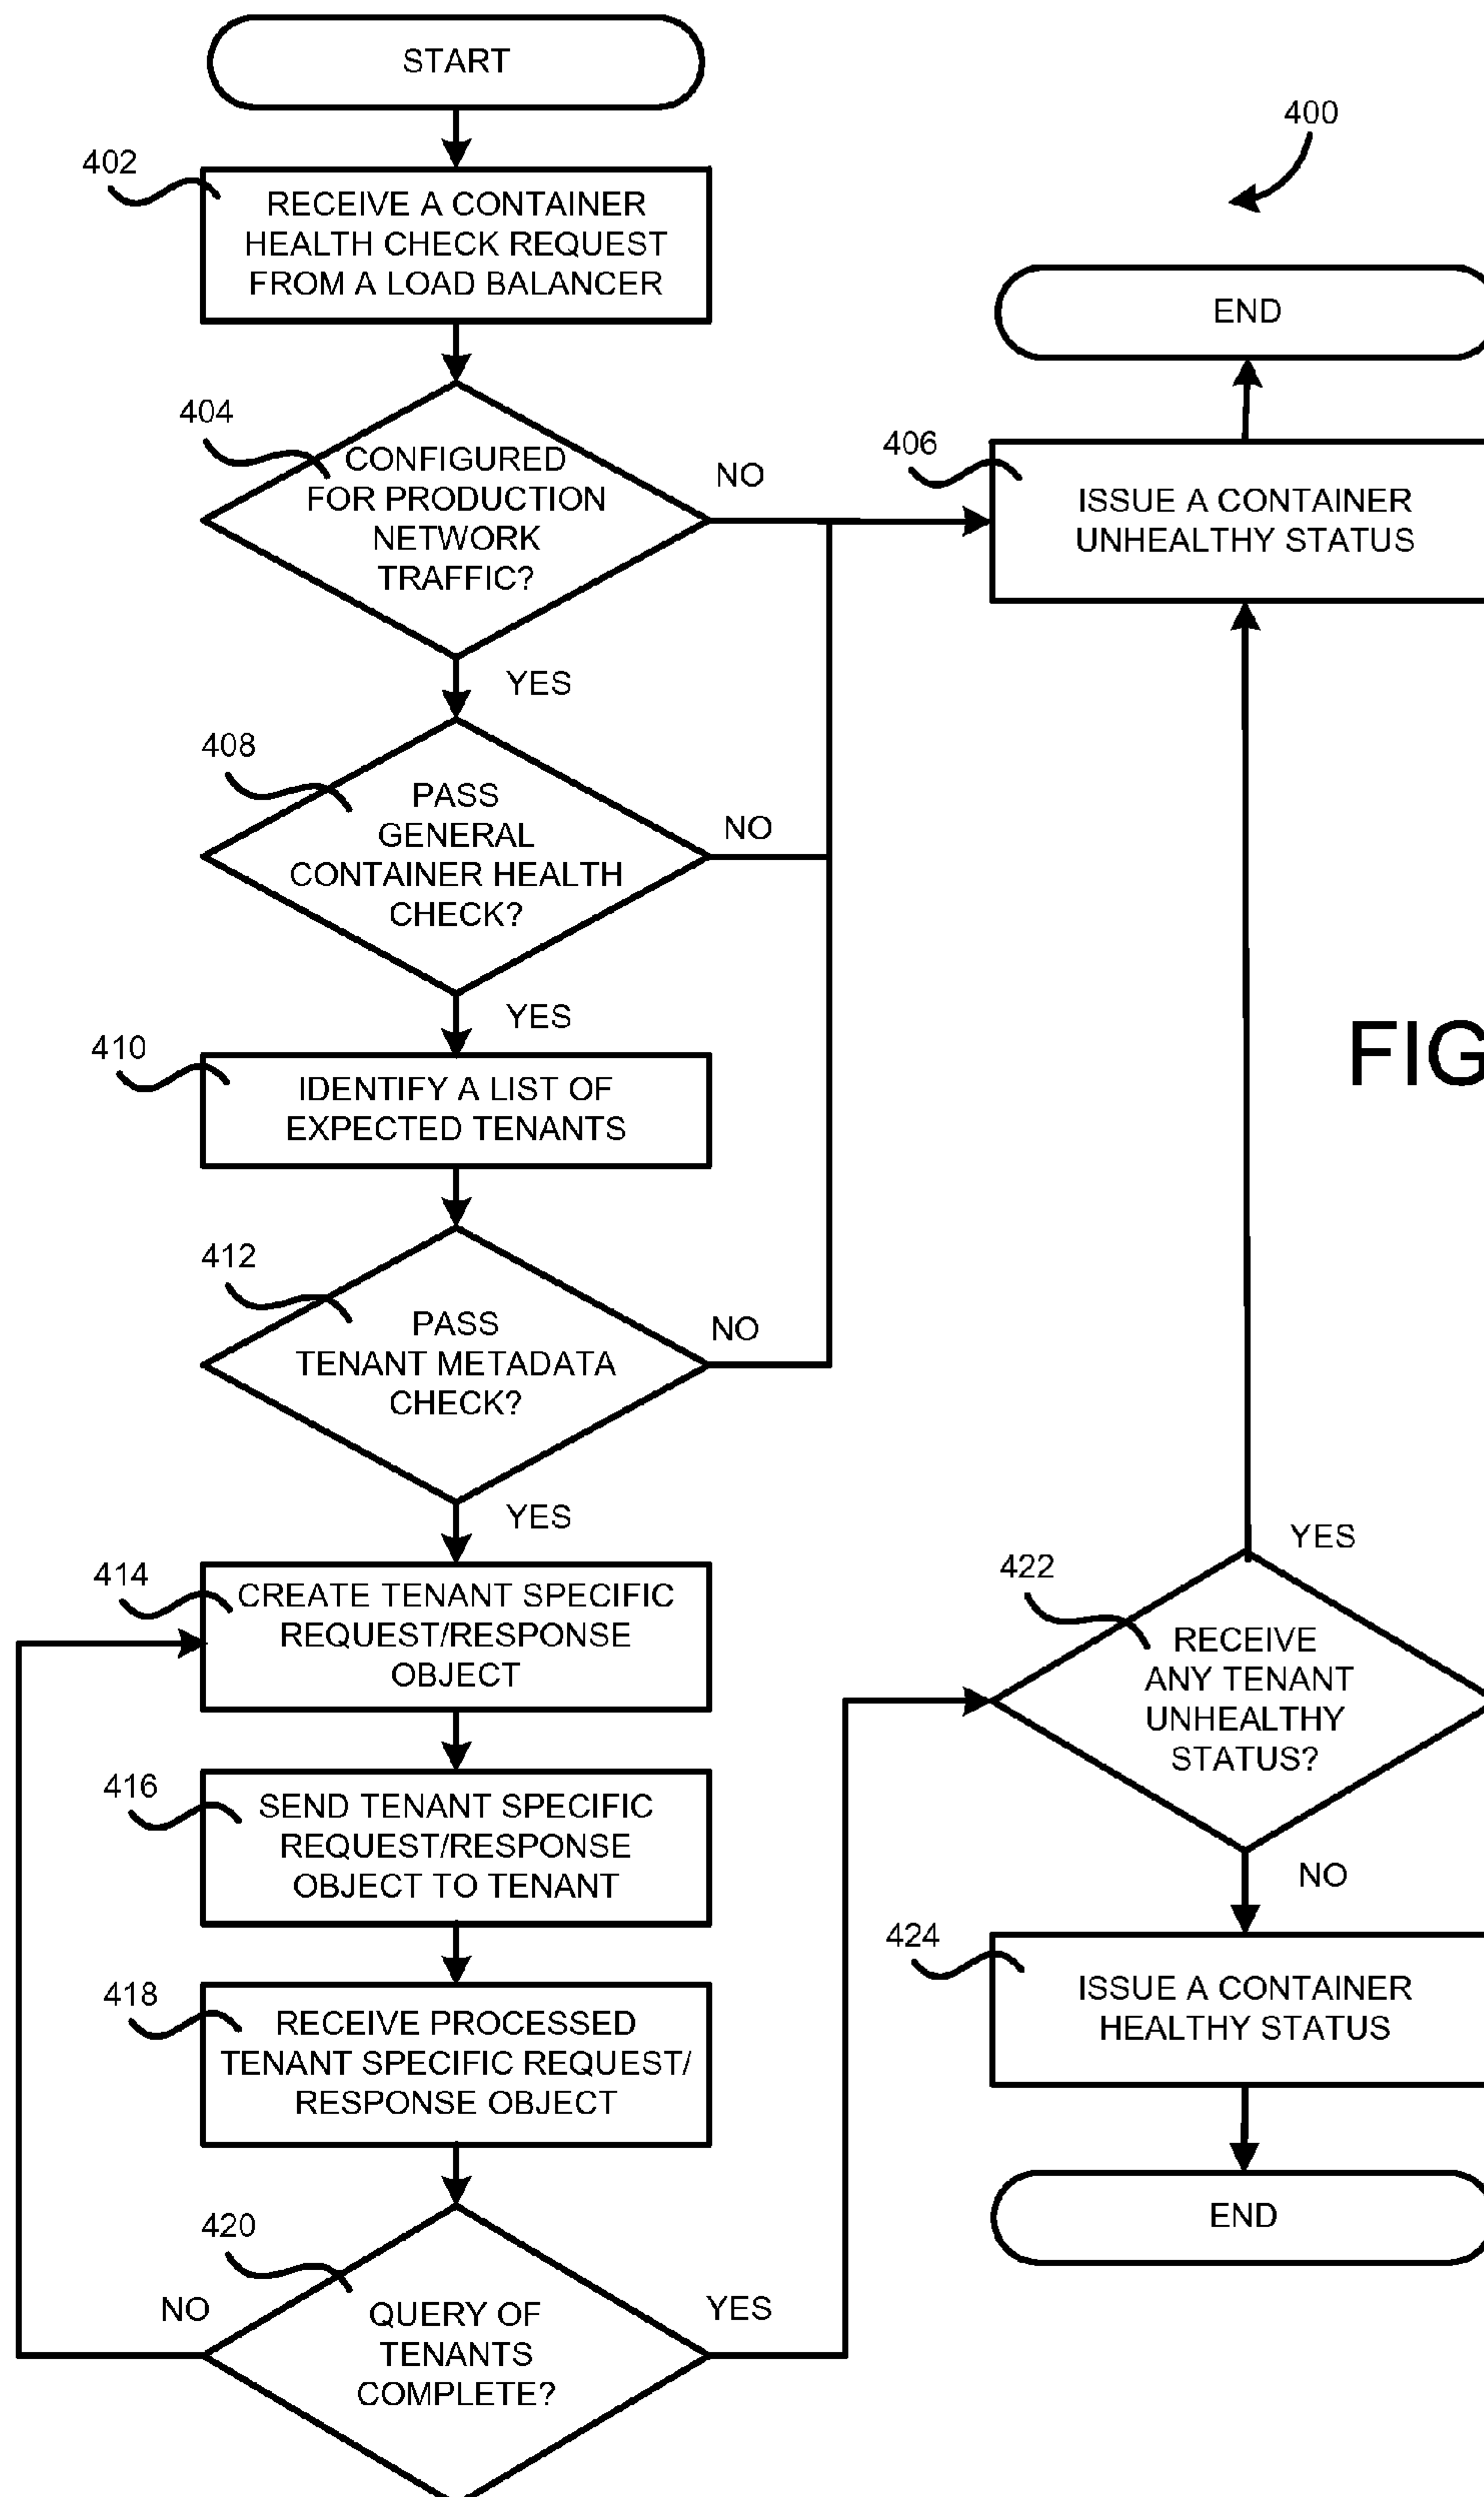 START
402
RECEIVE A CONTAINER
HEALTH CHECK REQUEST
FROM A LOAD BALANCER
404
CONFIGURED
FOR PRODUCTION
NETWORK
TRAFFIC?
NO
YES
408
PASS
GENERAL
CONTAINER HEALTH
CHECK?
NO
YES
410
IDENTIFY A LIST OF
EXPECTED TENANTS
412
PASS
TENANT METADATA
CHECK?
NO
YES
414
CREATE TENANT SPECIFIC
REQUEST/RESPONSE
OBJECT
416
SEND TENANT SPECIFIC
REQUEST/RESPONSE
OBJECT TO TENANT
418
RECEIVE PROCESSED
TENANT SPECIFIC REQUEST/
RESPONSE OBJECT
420
NO
QUERY OF
TENANTS
COMPLETE?
YES
400
END
406
ISSUE A CONTAINER
UNHEALTHY STATUS
FIG
YES
422
RECEIVE
ANY TENANT
UNHEALTHY
STATUS?
NO
424
ISSUE A CONTAINER
HEALTHY STATUS
END